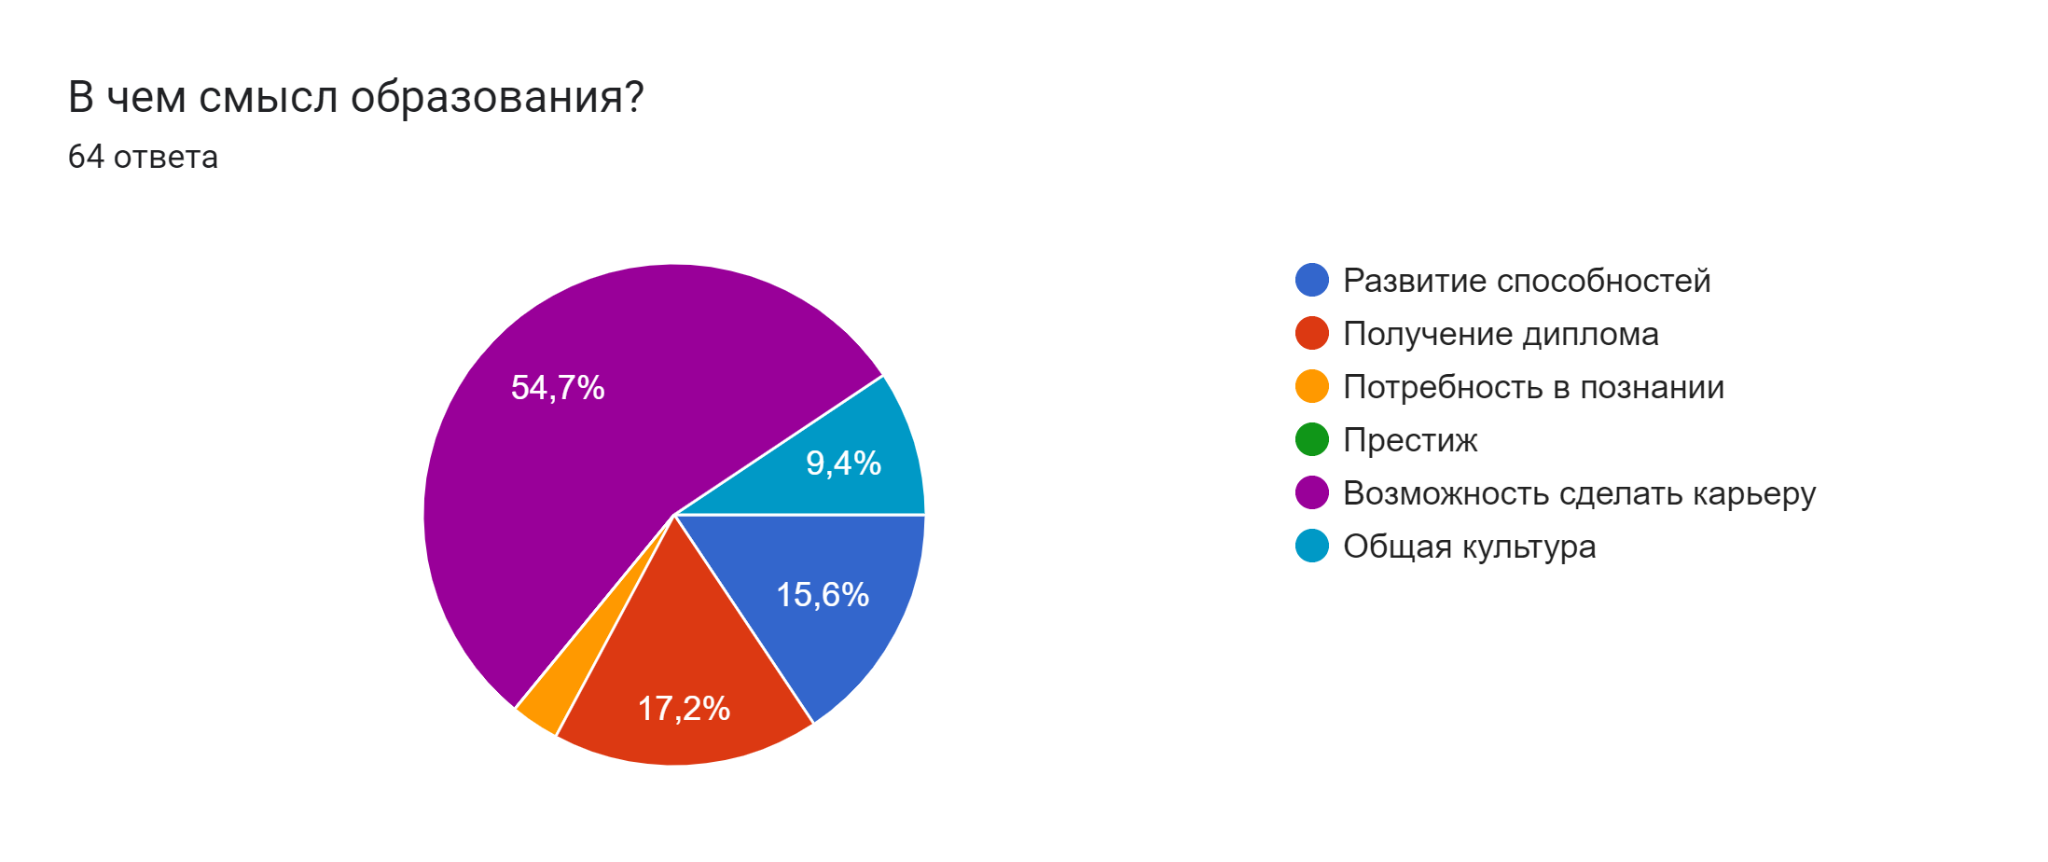 В чем смысл образования?
64 ответа
54,7%
9,4%
15,6%
17,2%
Развитие способностей
Получение диплома
Потребность в познании
Престиж
Возможность сделать карьеру
Общая культура